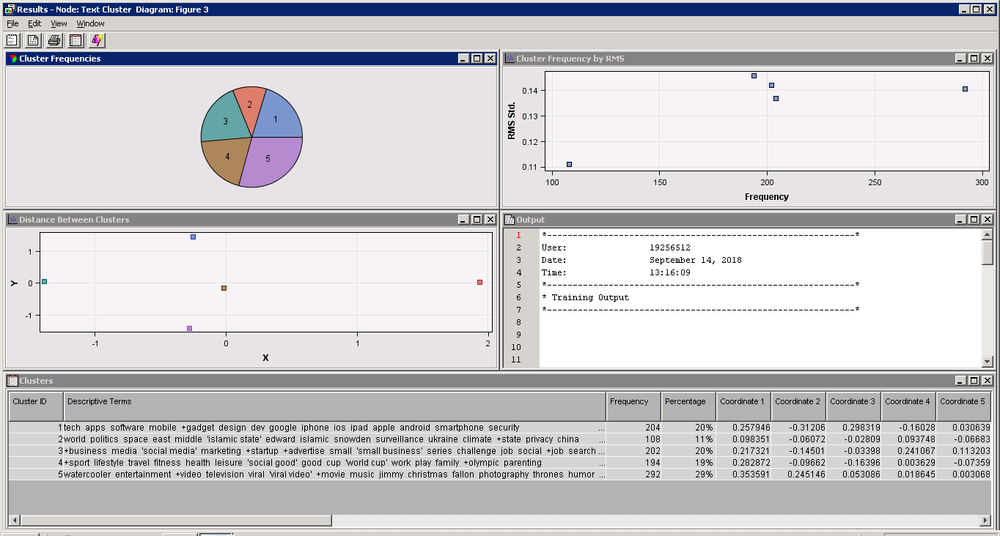 Results - Node: Text Cluster Diagram: Figure 3
File Edit View Window
Cluster Frequencies
1
2
3
4
5
Cluster Frequency by RMS
RMS Std.
0.14
0.13
0.12
0.11
100 150 200 250 300
Frequency
Distance Between Clusters
Y
1
0
-1
-1 0 1 2
X
Output
1 *------------------------------------------------------------*
2 User: 19256512
3 Date: September 14, 2018
4 Time: 13:16:09
5 *------------------------------------------------------------*
6 * Training Output
7 *------------------------------------------------------------*
8
9
10
11
Clusters
Cluster ID Descriptive Terms Frequency Percentage Coordinate 1 Coordinate 2 Coordinate 3 Coordinate 4 Coordinate 5
1 tech apps software mobile +gadget design dev google iphone ios ipad apple android smartphone security ... 204 20% 0.257946 -0.31206 0.298319 -0.16028 0.030639
2 world politics space east middle 'islamic state' edward islamic snowden surveillance ukraine climate +state privacy china ... 108 11% 0.098351 -0.06072 -0.02809 0.093748 -0.06683
3 +business media 'social media' marketing +startup +advertise small 'small business' series challenge job social +job search ... 202 20% 0.217321 -0.14501 -0.03398 0.241067 0.113203
4 +sport lifestyle travel fitness health leisure 'social good' good cup 'world cup' work play family +olympic parenting ... 194 19% 0.282872 -0.09662 -0.16396 0.003629 -0.07359
5 watercooler entertainment +video television viral 'viral video' +movie music jimmy christmas fallon photography thrones humor ... 292 29% 0.353591 0.245146 0.053086 0.018645 0.003068